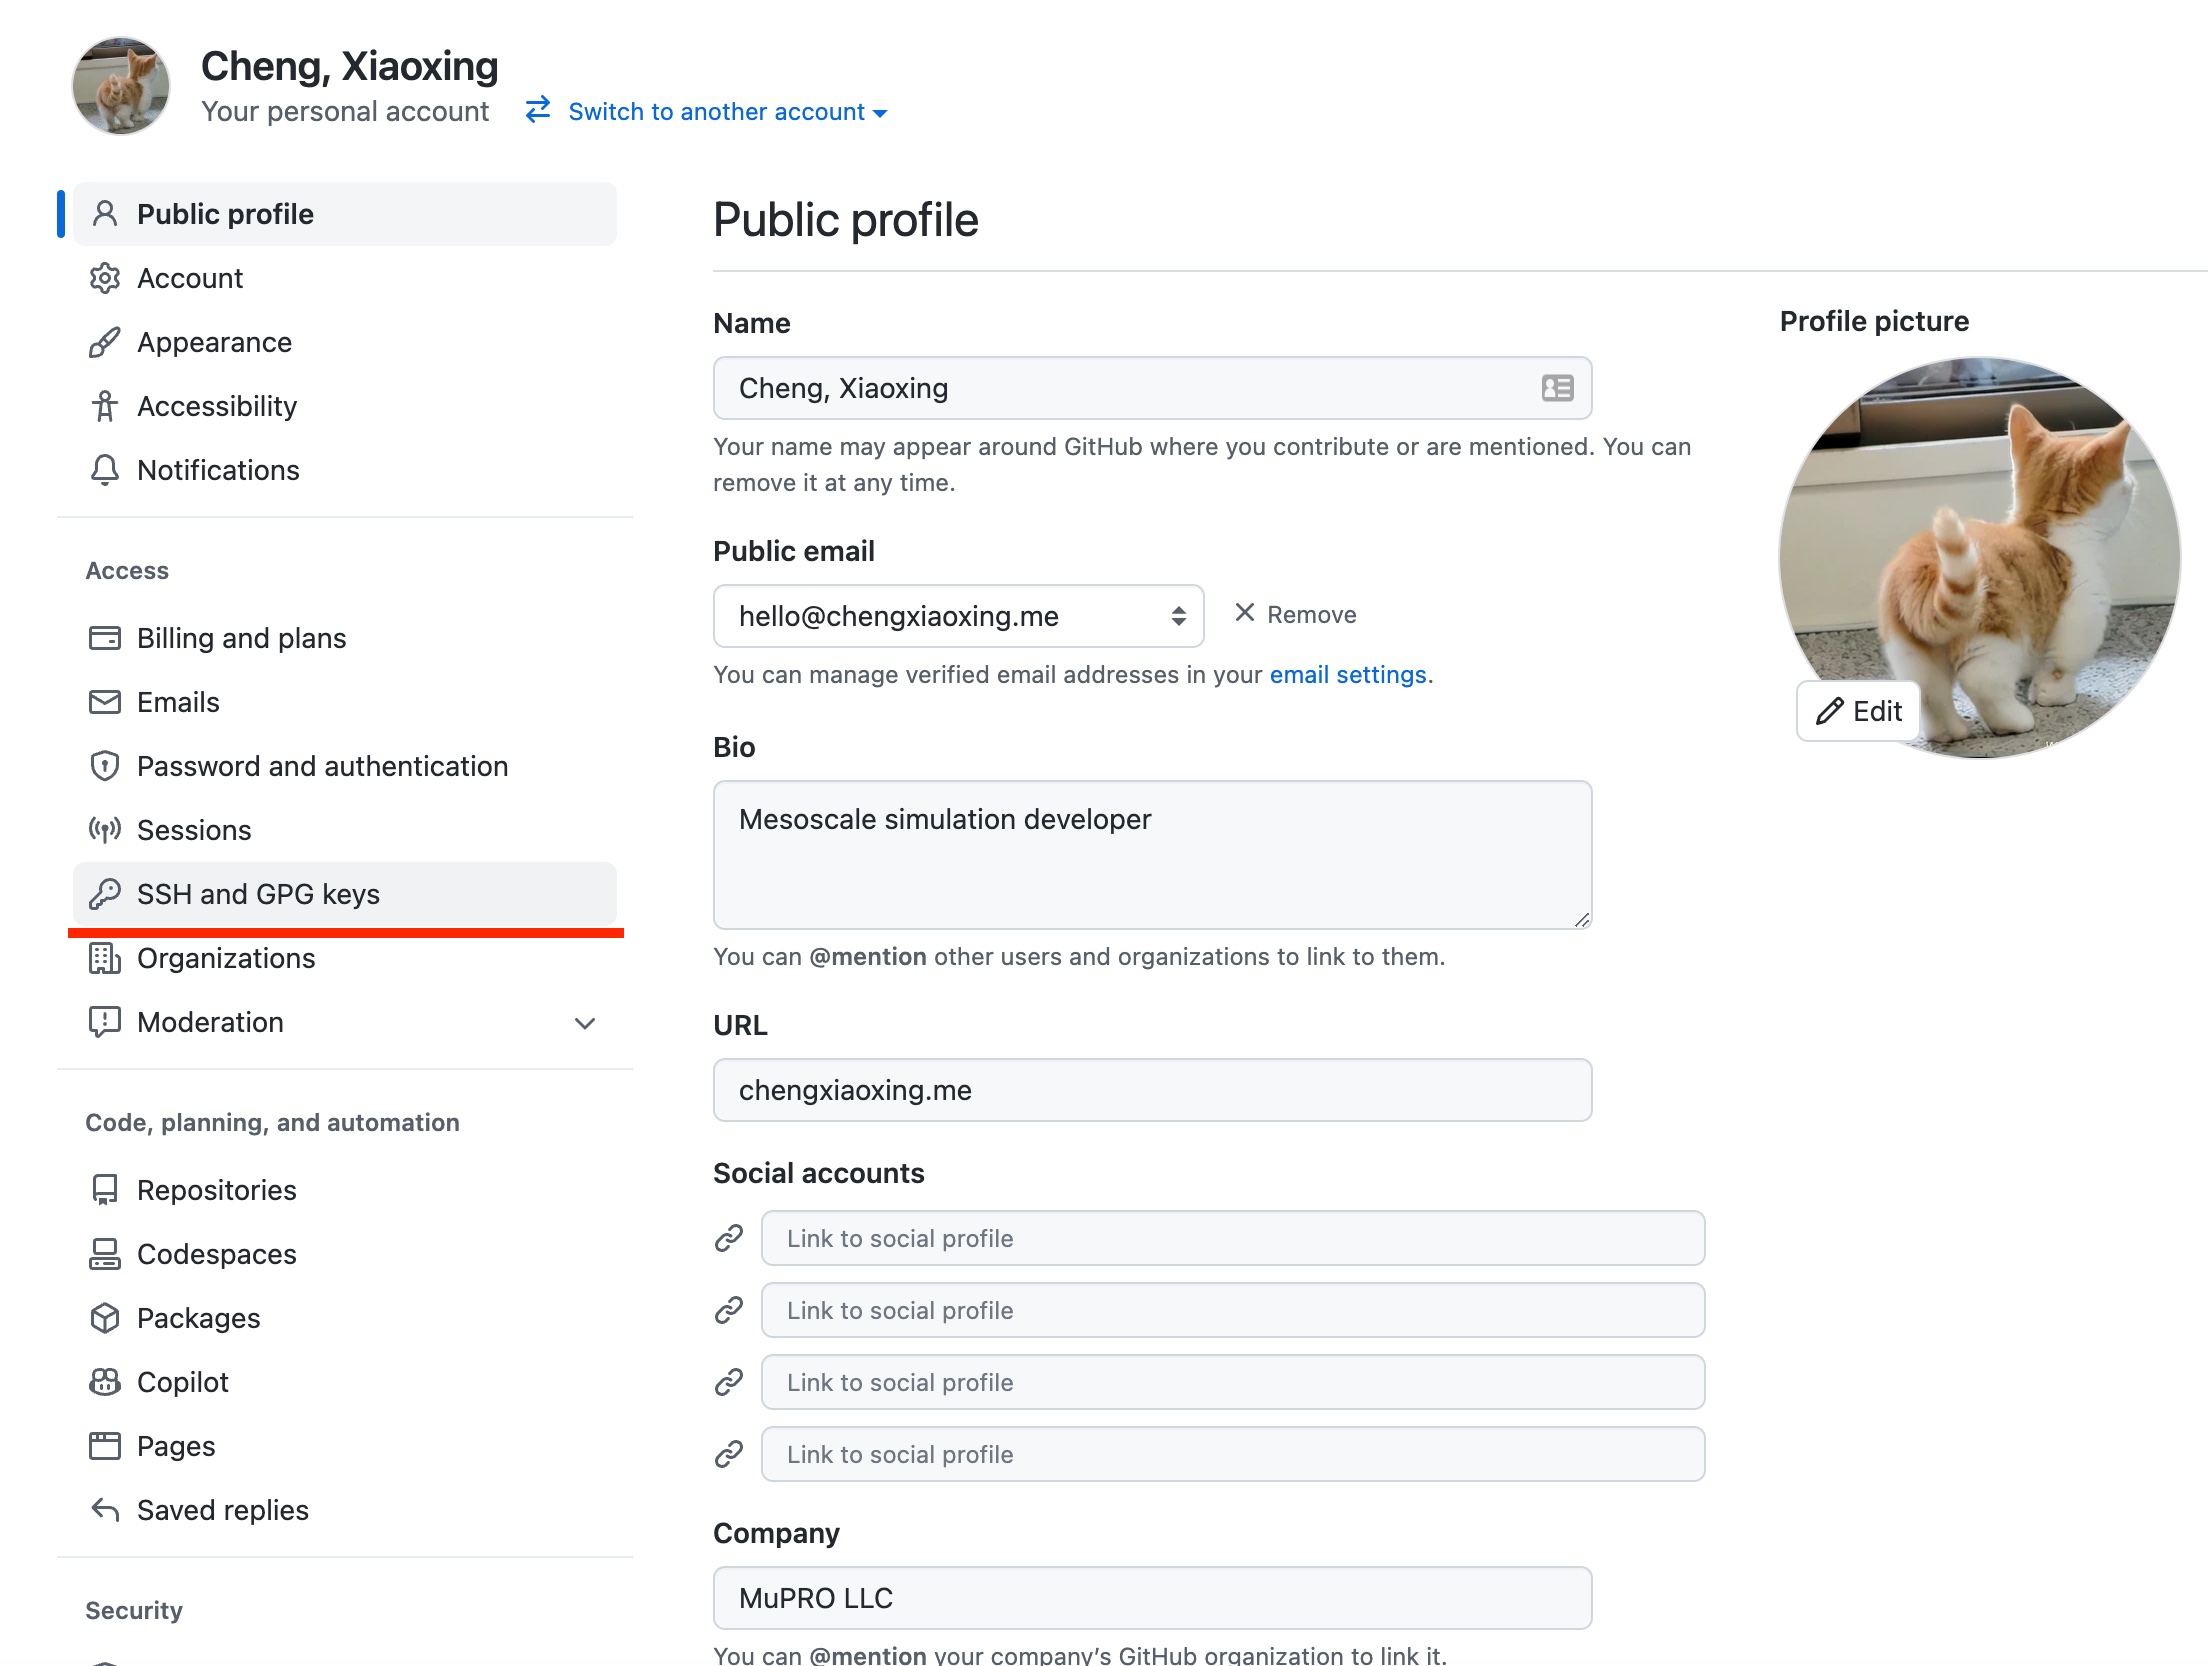 Cheng, Xiaoxing
Your personal account
Switch to another account
Public profile
Account
Appearance
Accessibility
Notifications
Access
Billing and plans
Emails
Password and authentication
Sessions
SSH and GPG keys
Organizations
Moderation
Code, planning, and automation
Repositories
Codespaces
Packages
Copilot
Pages
Saved replies
Security
Public profile
Name
Cheng, Xiaoxing
Your name may appear around GitHub where you contribute or are mentioned. You can
remove it at any time.
Public email
hello@chengxiaoxing.me
Remove
You can manage verified email addresses in your email settings.
Bio
Mesoscale simulation developer
You can @mention other users and organizations to link to them.
URL
chengxiaoxing.me
Social accounts
Link to social profile
Link to social profile
Link to social profile
Link to social profile
Company
MuPRO LLC
You can @mention your company’s GitHub organization to link it.
Profile picture
Edit